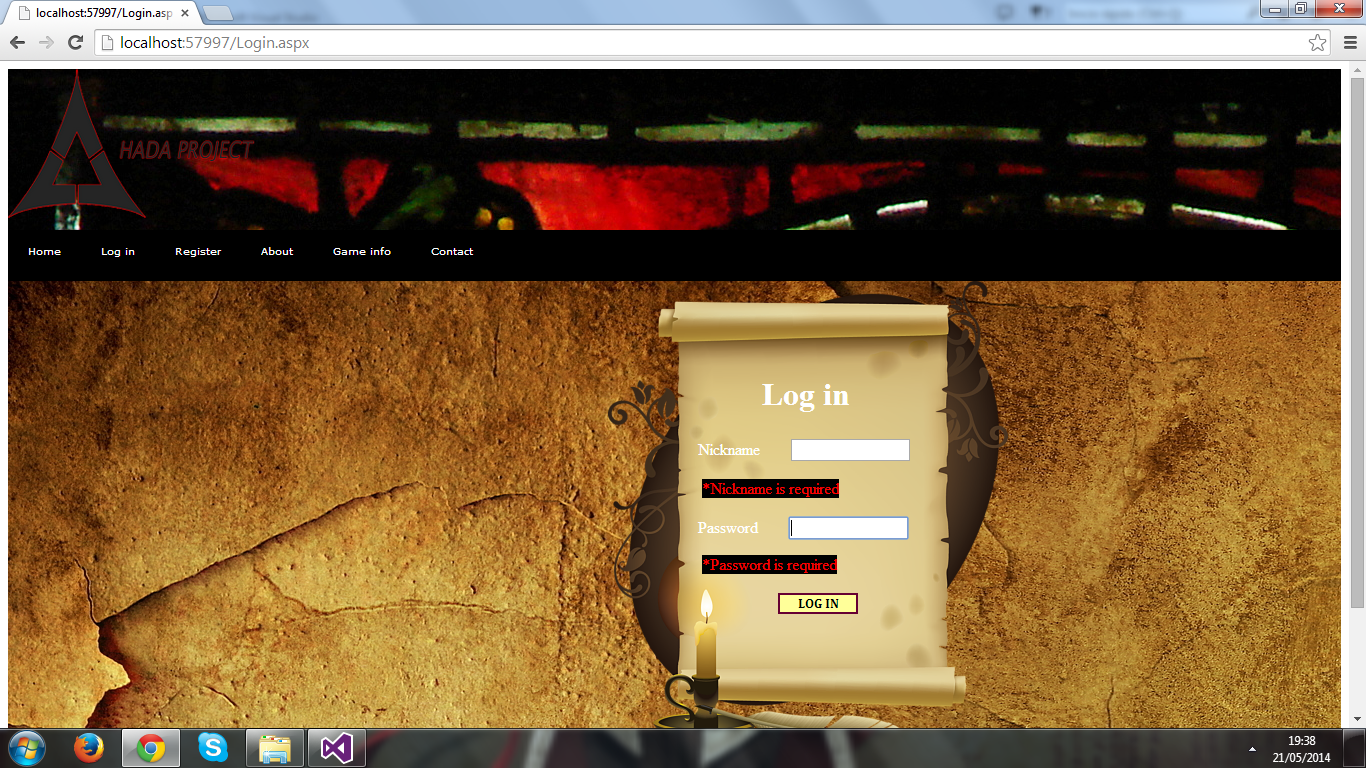 localhost:57997/Login.asp
localhost:57997/Login.aspx
HADA PROJECT
Home Log in Register About Game info Contact
Log in
Nickname
*Nickname is required
Password
*Password is required
LOG IN
19:38
21/05/2014